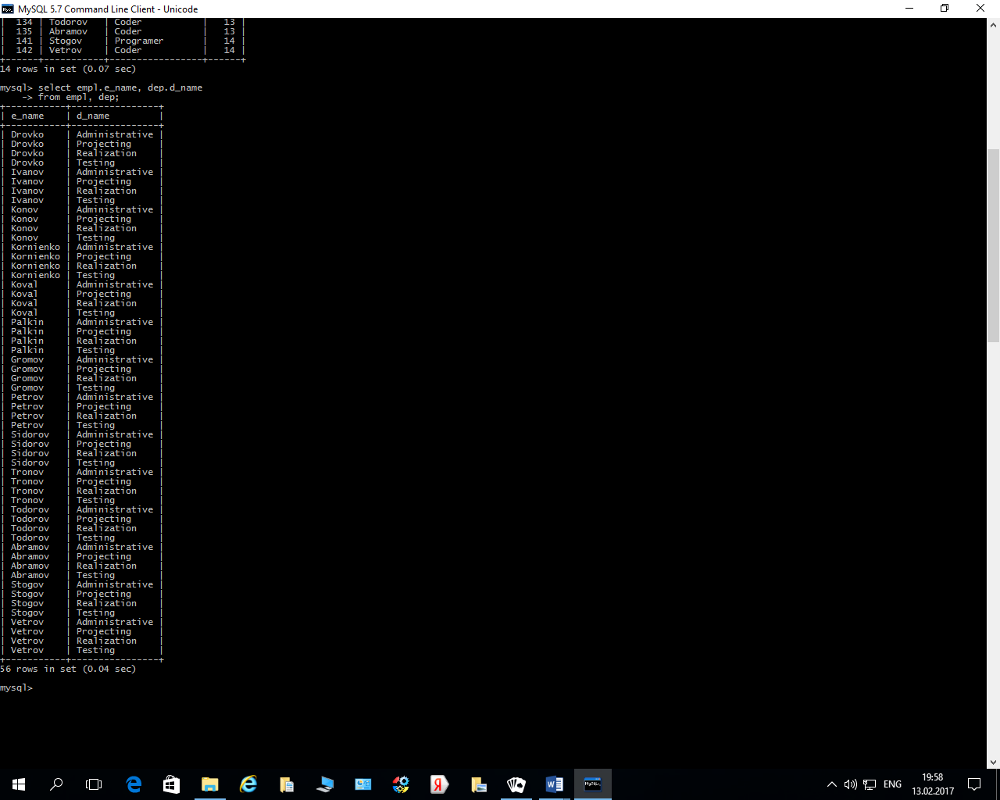 MySQL 5.7 Command Line Client - Unicode
|  134 | Todorov   | Coder           |   13 |
|  135 | Abramov   | Coder           |   13 |
|  141 | Stogov    | Programer       |   14 |
|  142 | Vetrov    | Coder           |   14 |
+------+-----------+-----------------+------+
14 rows in set (0.07 sec)
mysql> select empl.e_name, dep.d_name
    -> from empl, dep;
+-----------+----------------+
| e_name    | d_name         |
+-----------+----------------+
| Drovko    | Administrative |
| Drovko    | Projecting     |
| Drovko    | Realization    |
| Drovko    | Testing        |
| Ivanov    | Administrative |
| Ivanov    | Projecting     |
| Ivanov    | Realization    |
| Ivanov    | Testing        |
| Konov     | Administrative |
| Konov     | Projecting     |
| Konov     | Realization    |
| Konov     | Testing        |
| Kornienko | Administrative |
| Kornienko | Projecting     |
| Kornienko | Realization    |
| Kornienko | Testing        |
| Koval     | Administrative |
| Koval     | Projecting     |
| Koval     | Realization    |
| Koval     | Testing        |
| Palkin    | Administrative |
| Palkin    | Projecting     |
| Palkin    | Realization    |
| Palkin    | Testing        |
| Gromov    | Administrative |
| Gromov    | Projecting     |
| Gromov    | Realization    |
| Gromov    | Testing        |
| Petrov    | Administrative |
| Petrov    | Projecting     |
| Petrov    | Realization    |
| Petrov    | Testing        |
| Sidorov   | Administrative |
| Sidorov   | Projecting     |
| Sidorov   | Realization    |
| Sidorov   | Testing        |
| Tronov    | Administrative |
| Tronov    | Projecting     |
| Tronov    | Realization    |
| Tronov    | Testing        |
| Todorov   | Administrative |
| Todorov   | Projecting     |
| Todorov   | Realization    |
| Todorov   | Testing        |
| Abramov   | Administrative |
| Abramov   | Projecting     |
| Abramov   | Realization    |
| Abramov   | Testing        |
| Stogov    | Administrative |
| Stogov    | Projecting     |
| Stogov    | Realization    |
| Stogov    | Testing        |
| Vetrov    | Administrative |
| Vetrov    | Projecting     |
| Vetrov    | Realization    |
| Vetrov    | Testing        |
+-----------+----------------+
56 rows in set (0.04 sec)
mysql>
ENG
19:58
13.02.2017